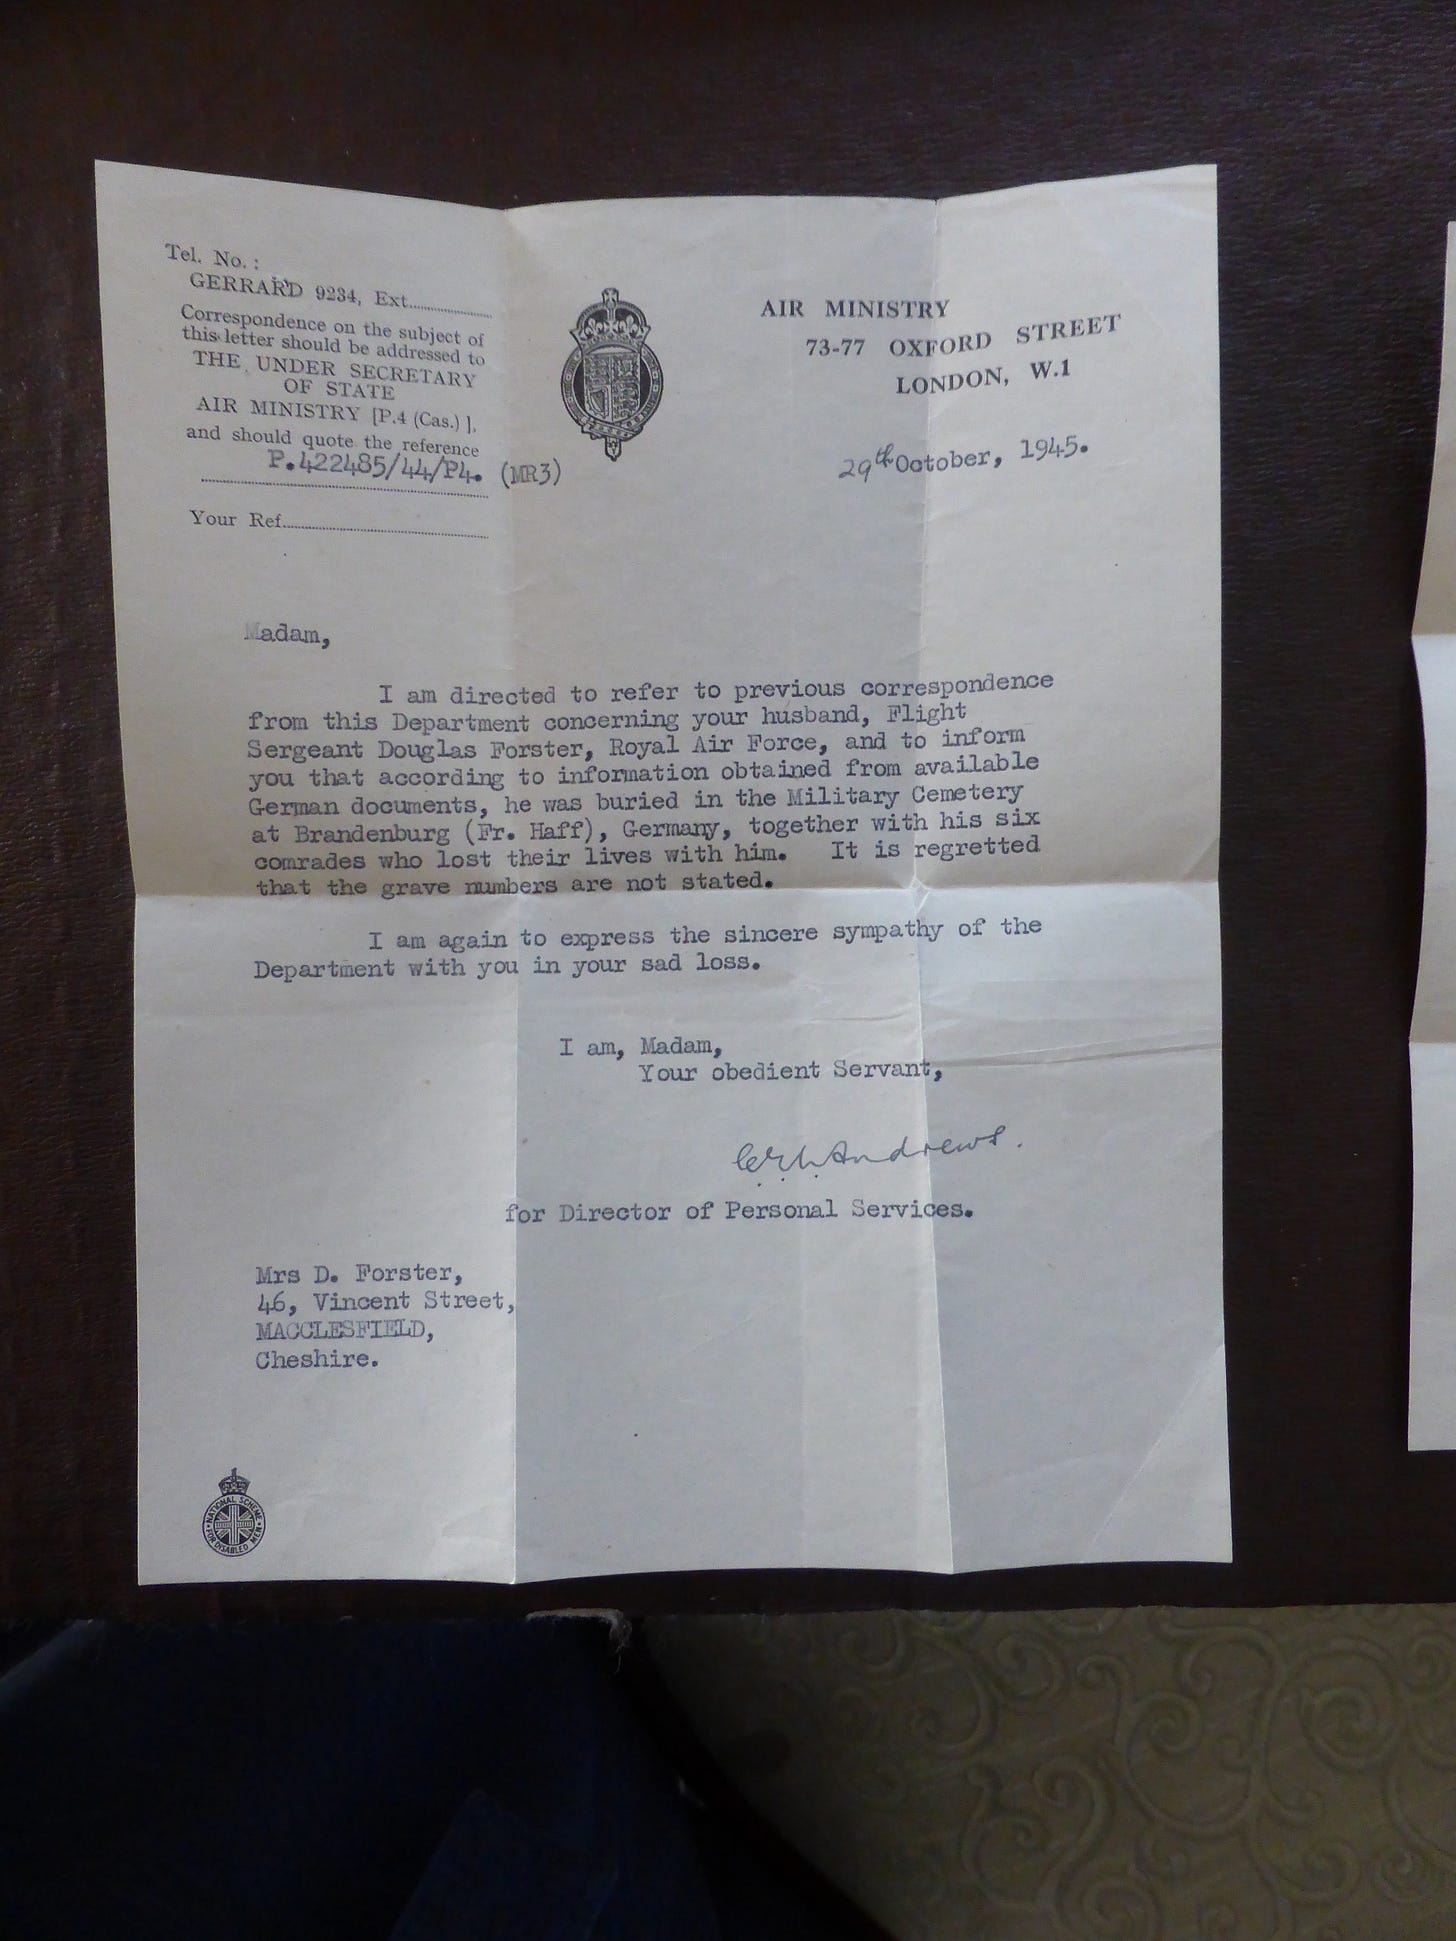 Tel. No. :
GERRARD 9234, Ext.
Correspondence on the subject of
this letter should be addressed to
THE UNDER SECRETARY
OF STATE
AIR MINISTRY [P.4 (Cas.) ],
and should quote the reference
P.422485/44/P4. (MR3)
Your Ref.
AIR MINISTRY
73-77 OXFORD STREET
LONDON, W.1
29th October, 1945.
Madam,
I am directed to refer to previous correspondence
from this Department concerning your husband, Flight
Sergeant Douglas Forster, Royal Air Force, and to inform
you that according to information obtained from available
German documents, he was buried in the Military Cemetery
at Brandenburg (Fr. Haff), Germany, together with his six
comrades who lost their lives with him. It is regretted
that the grave numbers are not stated.
I am again to express the sincere sympathy of the
Department with you in your sad loss.
I am, Madam,
Your obedient Servant,
Andrews.
for Director of Personal Services.
Mrs D. Forster,
46, Vincent Street,
MACCLESFIELD,
Cheshire.
NATIONAL SCHEME
FOR DISABLED MEN